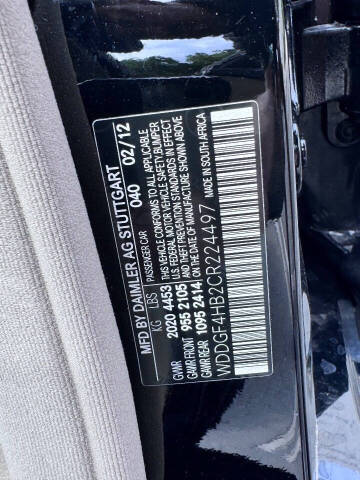 MFD BY DAIMLER AG STUTTGART
040 02/12
PASSENGER CAR
KG LBS
GVWR 2020 4453
GAWR FRONT 955 2105
GAWR REAR 1095 2414
THIS VEHICLE CONFORMS TO ALL APPLICABLE
U.S. FEDERAL MOTOR VEHICLE SAFETY, BUMPER
AND THEFT PREVENTION STANDARDS IN EFFECT
ON THE DATE OF MANUFACTURE SHOWN ABOVE
MADE IN SOUTH AFRICA
WDDGF4HB2CR224497